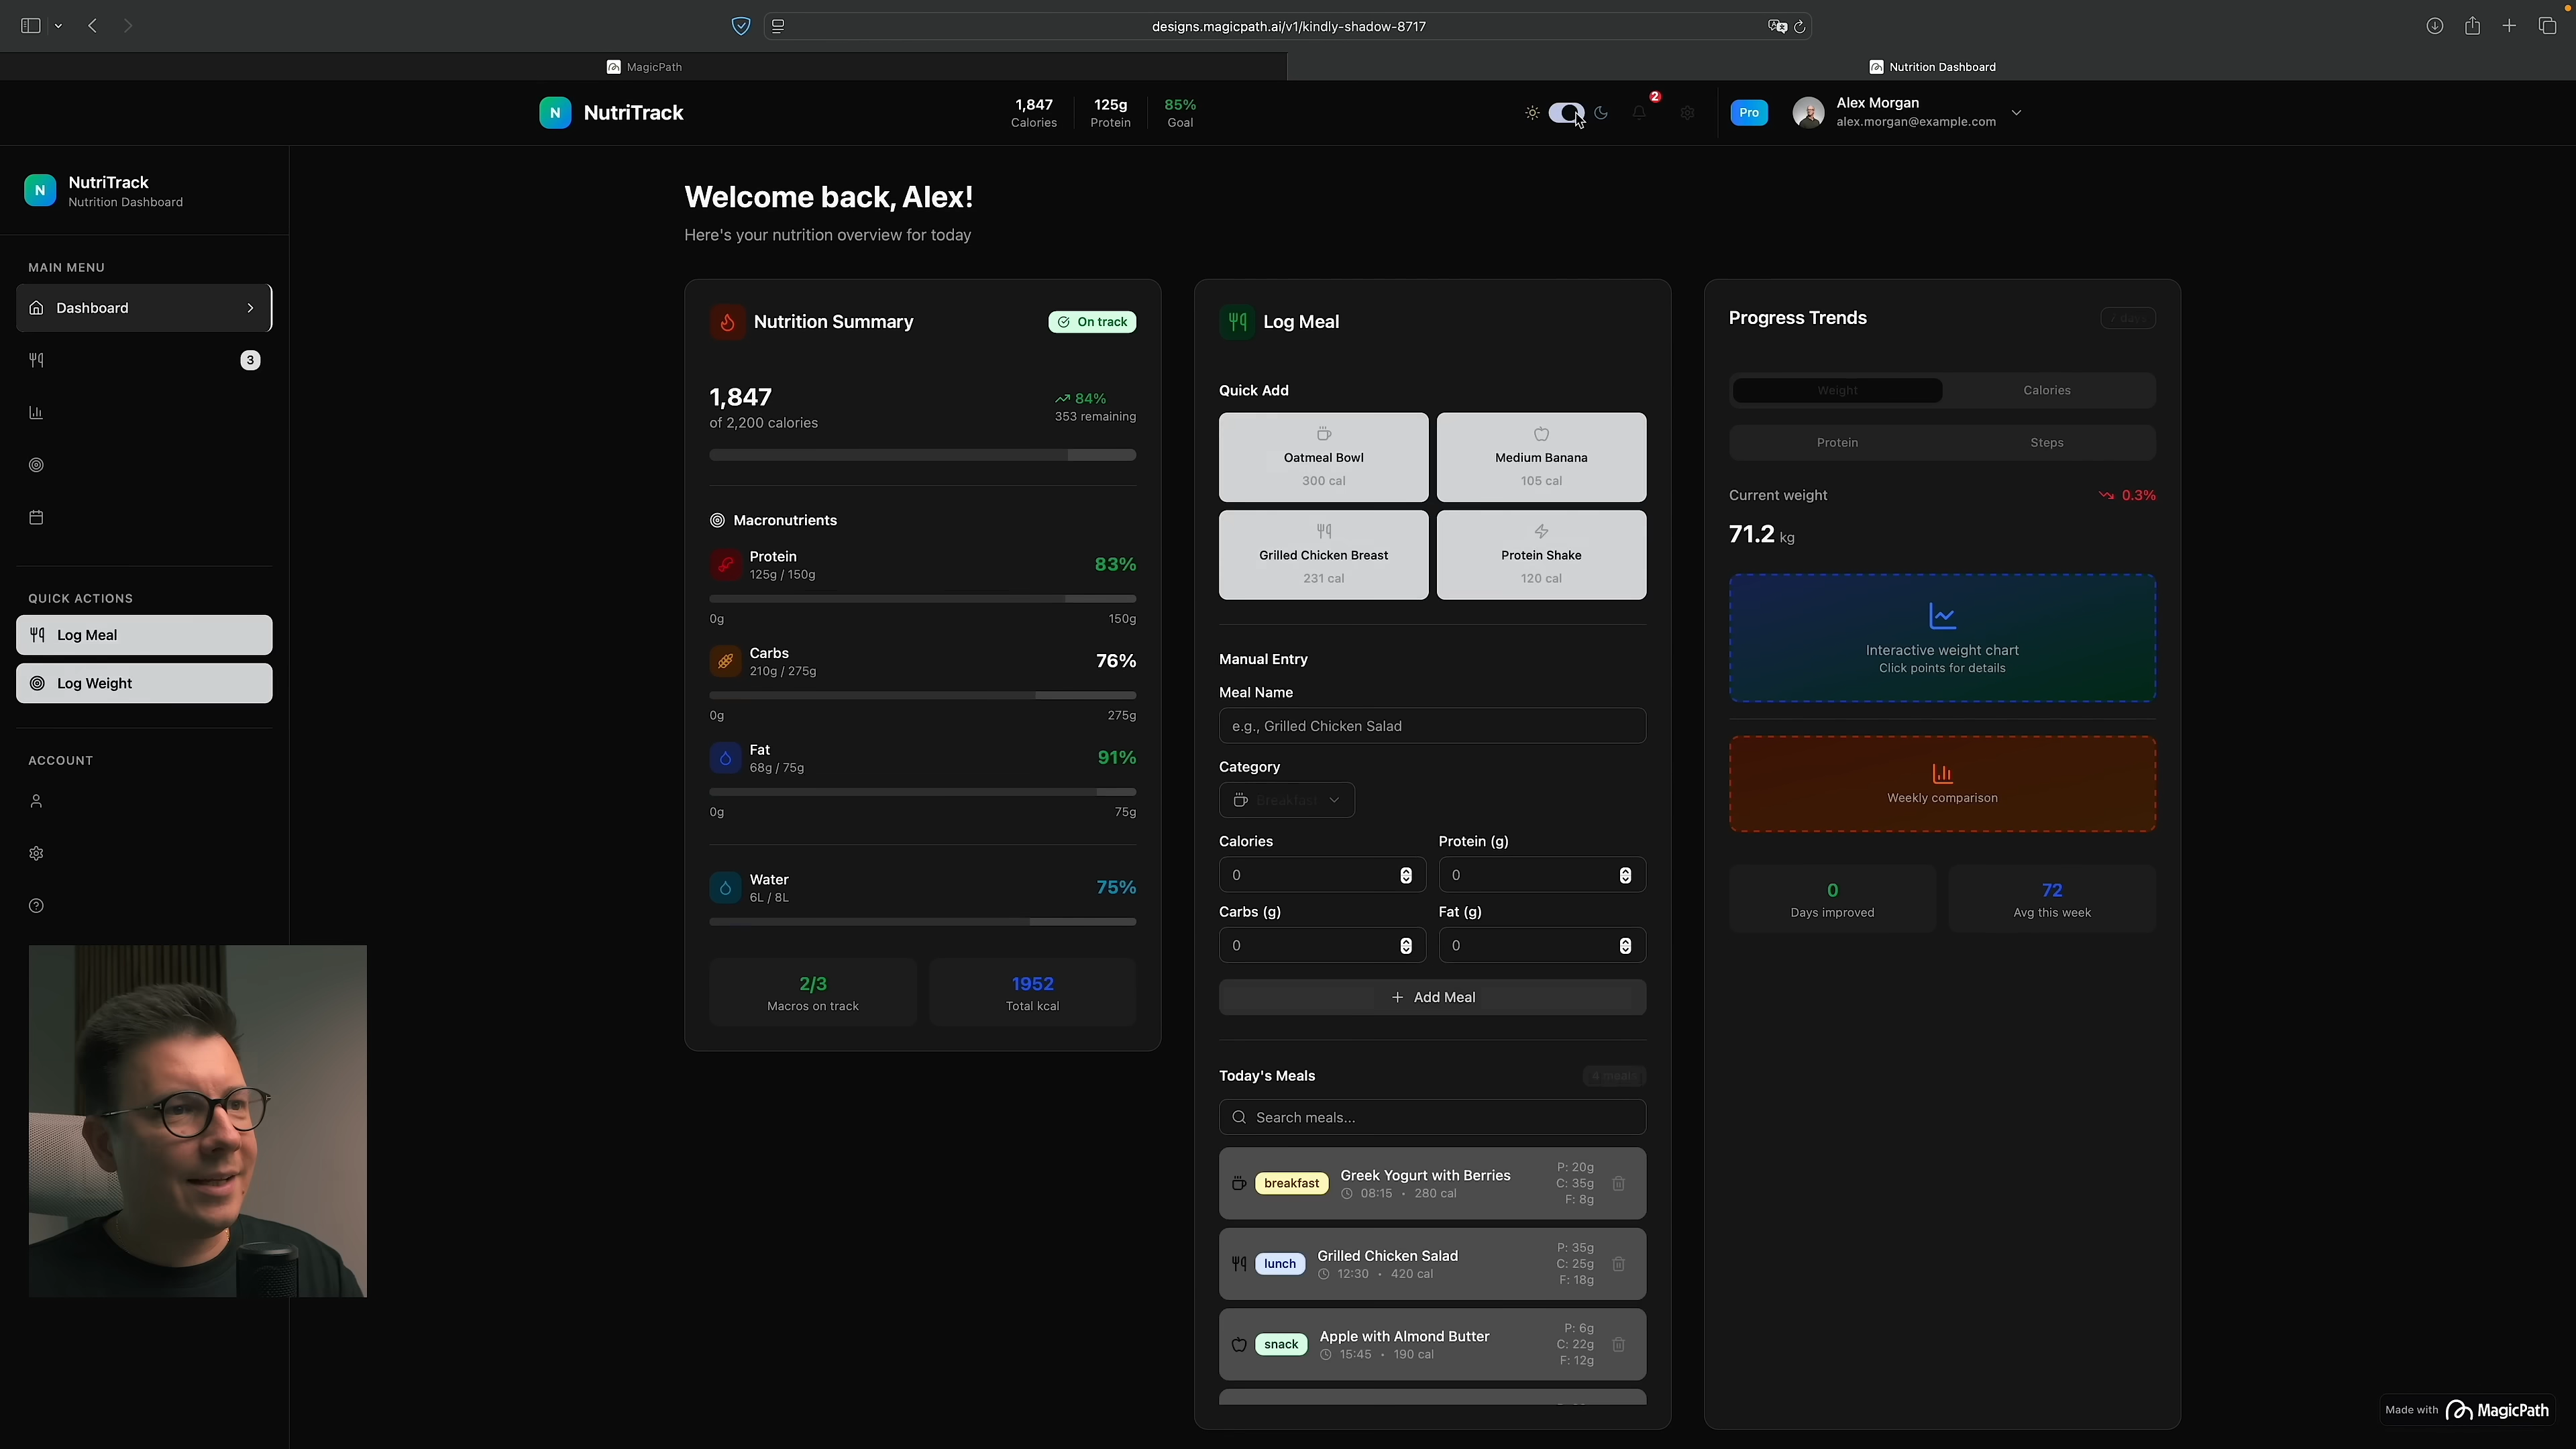 designs.magicpath.ai/v1/kindly-shadow-8717
MagicPath
Nutrition Dashboard
N
NutriTrack
1,847
Calories
125g
Protein
85%
Goal
2
Pro
Alex Morgan
alex.morgan@example.com
N
NutriTrack
Nutrition Dashboard
MAIN MENU
Dashboard
3
QUICK ACTIONS
Log Meal
Log Weight
ACCOUNT
Welcome back, Alex!
Here's your nutrition overview for today
Nutrition Summary
On track
1,847
of 2,200 calories
84%
353 remaining
Macronutrients
Protein
125g / 150g
83%
0g
150g
Carbs
210g / 275g
76%
0g
275g
Fat
68g / 75g
91%
0g
75g
Water
6L / 8L
75%
2/3
Macros on track
1952
Total kcal
Log Meal
Quick Add
Oatmeal Bowl
300 cal
Medium Banana
105 cal
Grilled Chicken Breast
231 cal
Protein Shake
120 cal
Manual Entry
Meal Name
e.g., Grilled Chicken Salad
Category
Breakfast
Calories
Protein (g)
0
0
Carbs (g)
Fat (g)
0
0
Add Meal
Today's Meals
4 meals
Search meals...
breakfast
Greek Yogurt with Berries
08:15 • 280 cal
P: 20g
C: 35g
F: 8g
lunch
Grilled Chicken Salad
12:30 • 420 cal
P: 35g
C: 25g
F: 18g
snack
Apple with Almond Butter
15:45 • 190 cal
P: 6g
C: 22g
F: 12g
Progress Trends
7 days
Weight
Calories
Protein
Steps
Current weight
0.3%
71.2 kg
Interactive weight chart
Click points for details
Weekly comparison
0
Days improved
72
Avg this week
Made with MagicPath